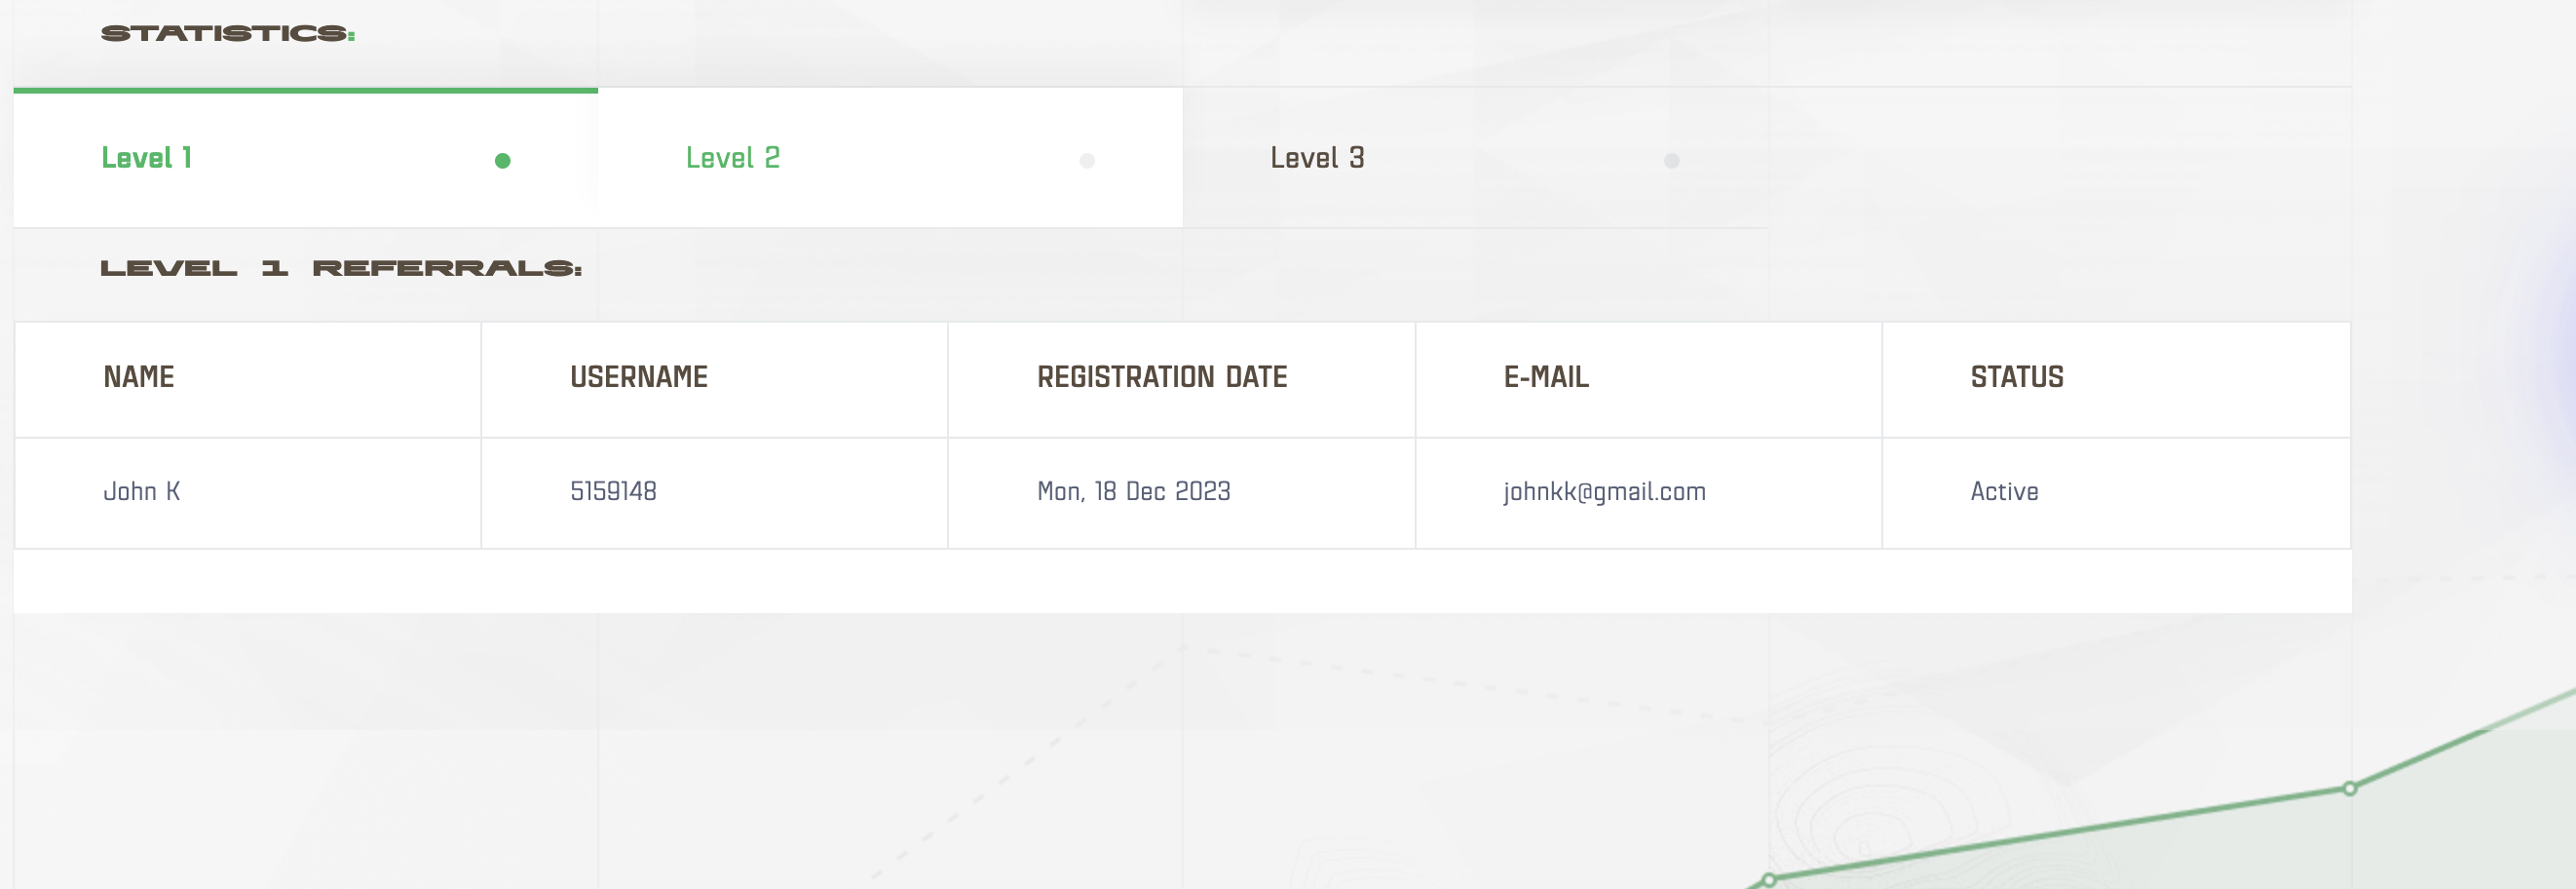 STATISTICS:
Level 1 Level 2 Level 3
LEVEL 1 REFERRALS:
NAME USERNAME REGISTRATION DATE E-MAIL STATUS
John K 5159148 Mon, 18 Dec 2023 johnkk@gmail.com Active